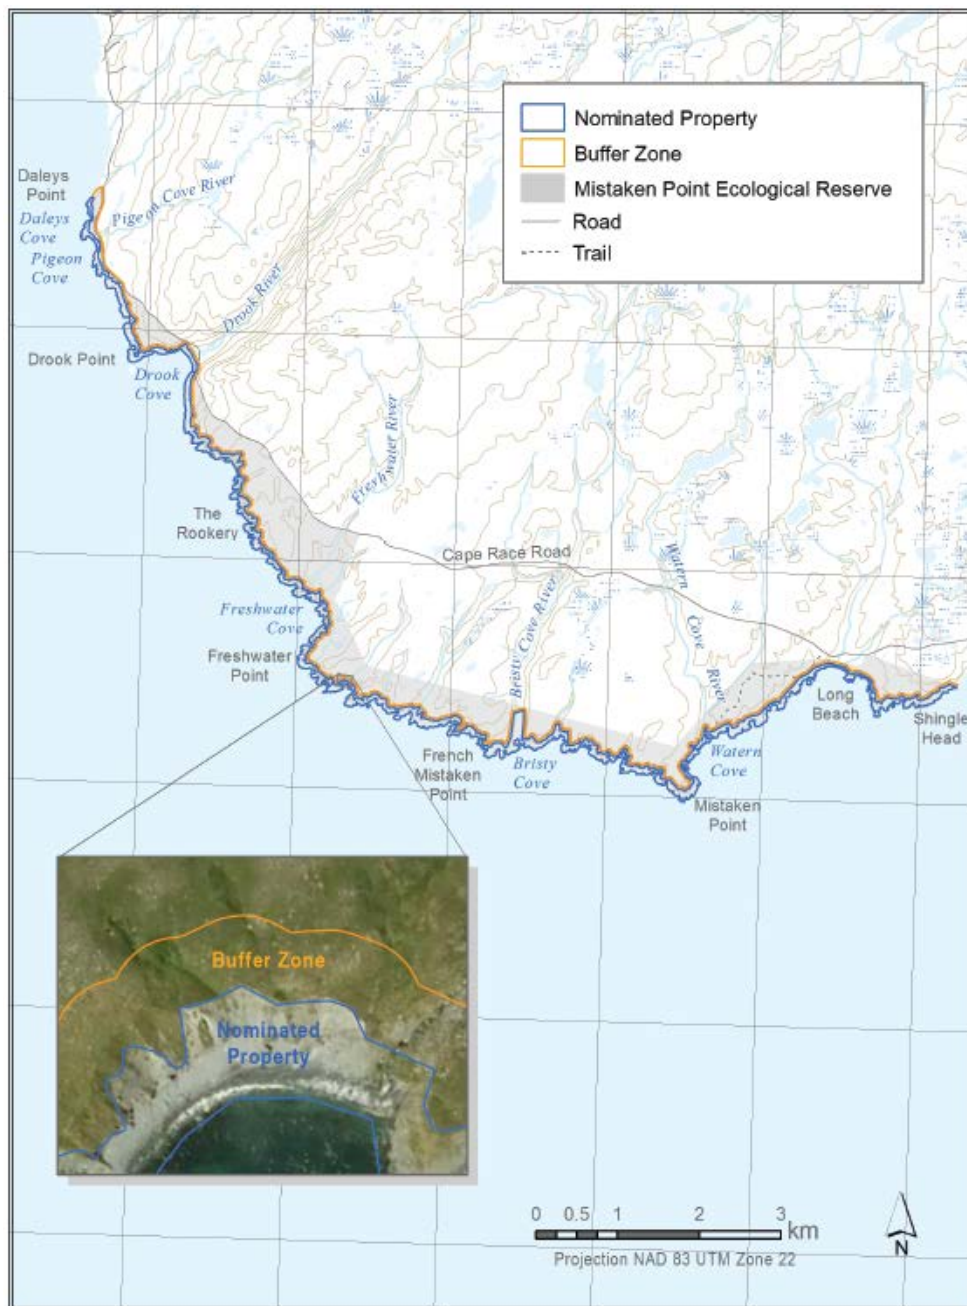 Nominated Property
Buffer Zone
Mistaken Point Ecological Reserve
Road
Trail
Daleys
Point
Pigeon Cove River
Daleys
Cove
Pigeon
Cove
Drook River
Drook Point
Drook
Cove
Freshwater River
The
Rookery
Cape Race Road
Watern
Cove
River
Freshwater
Cove
Bristy Cove River
Freshwater
Point
Long
Beach
Shingle
Head
French
Mistaken
Point
Bristy
Cove
Watern
Cove
Mistaken
Point
Buffer Zone
Nominated
Property
0 0.5 1 2 3
km
N
Projection NAD 83 UTM Zone 22